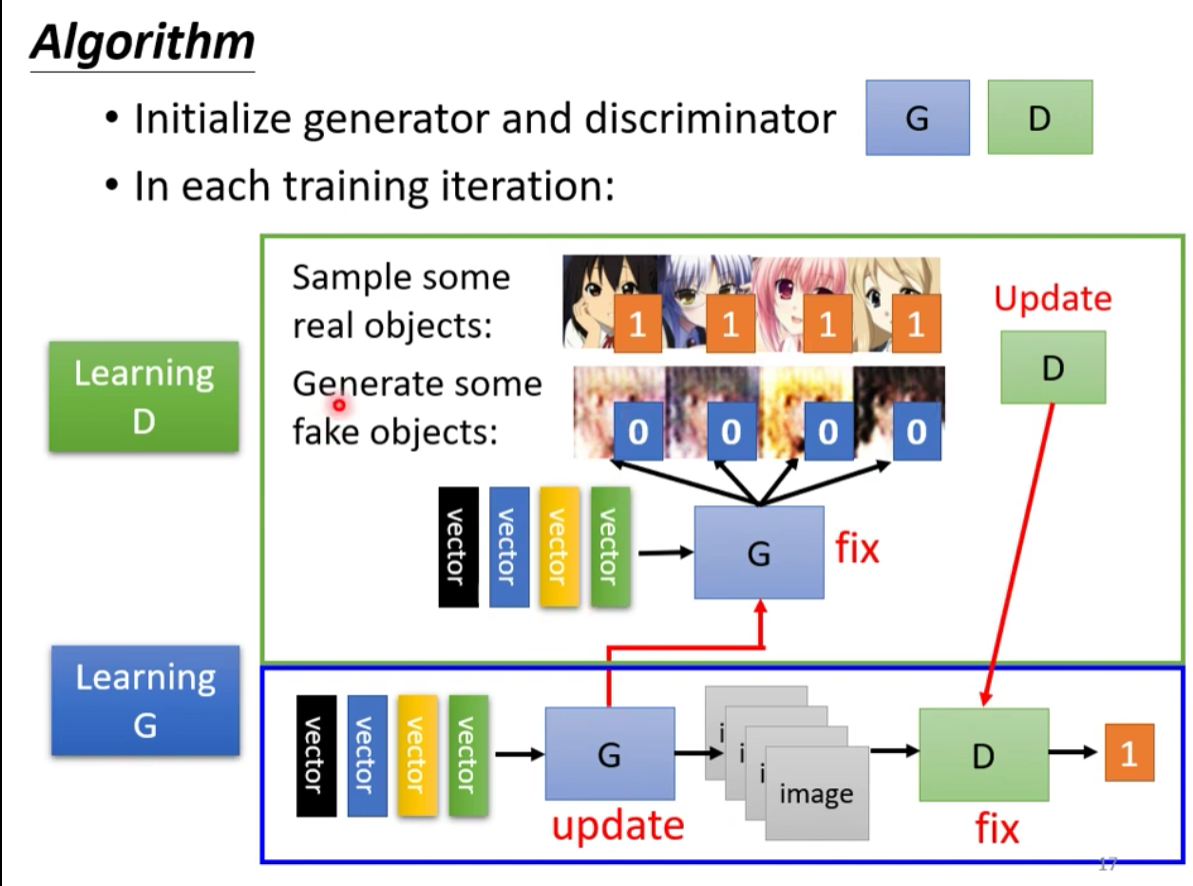 Algorithm
• Initialize generator and discriminator
G
D
• In each training iteration:
Learning
D
Sample some
real objects:
1
1
1
1
Generate some
fake objects:
0
0
0
0
vector
vector
vector
vector
G
fix
Update
D
Learning
G
vector
vector
vector
vector
G
update
i
i
i
image
D
fix
1
17